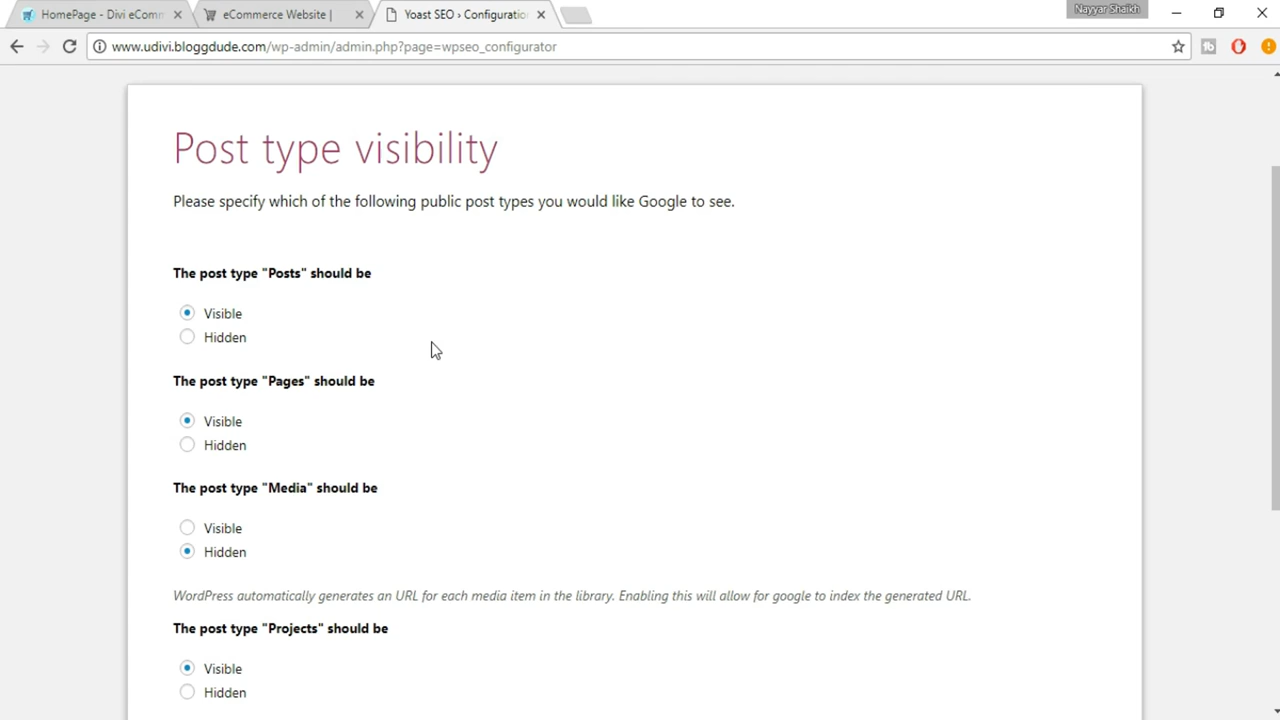 HomePage - Divi eComm
eCommerce Website |
Yoast SEO › Configuration
Nayyar Shaikh
www.udivi.bloggdude.com/wp-admin/admin.php?page=wpseo_configurator
Post type visibility
Please specify which of the following public post types you would like Google to see.
The post type "Posts" should be
Visible
Hidden
The post type "Pages" should be
Visible
Hidden
The post type "Media" should be
Visible
Hidden
WordPress automatically generates an URL for each media item in the library. Enabling this will allow for google to index the generated URL.
The post type "Projects" should be
Visible
Hidden